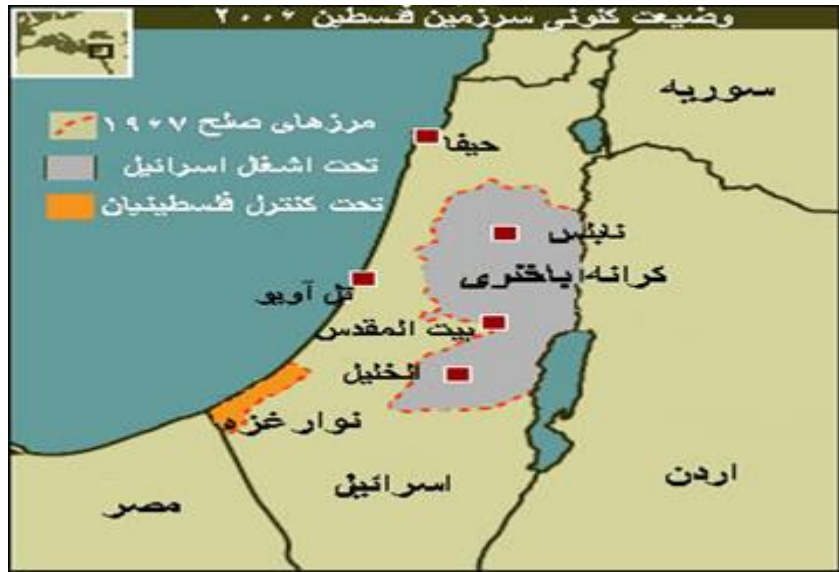 وضیعت کنونی سرزمین فلسطین ۲۰۰۶
سوریه
مرزهای صلح ۱۹۶۷
حیفا
تحت اشغال اسرائیل
تحت کنترل فلسطینیان
نابلس
کرانه باختری
تل آویو
بیت المقدس
الخلیل
نوار غزه
اردن
اسرائیل
مصر